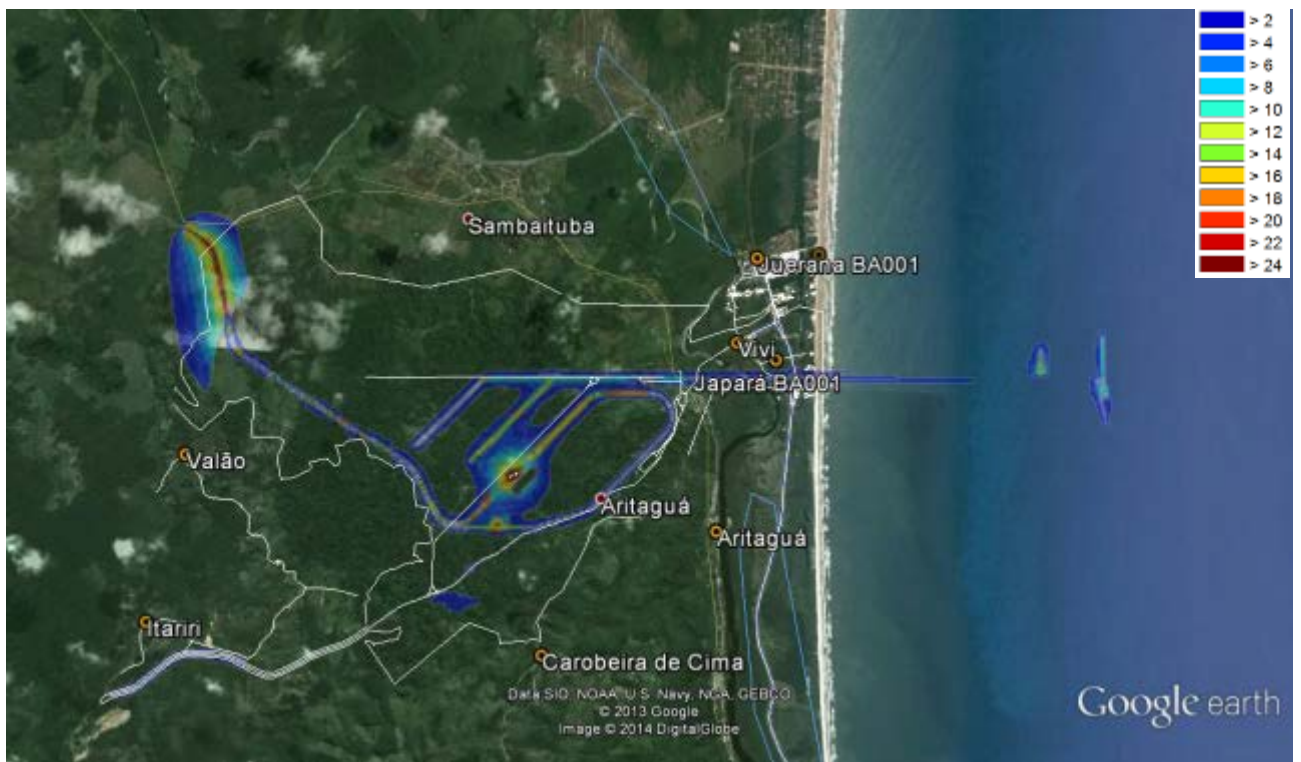 > 2
> 4
> 6
> 8
> 10
> 12
> 14
> 16
> 18
> 20
> 22
> 24
Sambaituba
Juerana BA001
Vivi
Japará BA001
Valão
Aritaguá
Aritaguá
Itariri
Carobeira de Cima
Data SIO, NOAA, U.S. Navy, NGA, GEBCO
© 2013 Google
Image © 2014 DigitalGlobe
Google earth